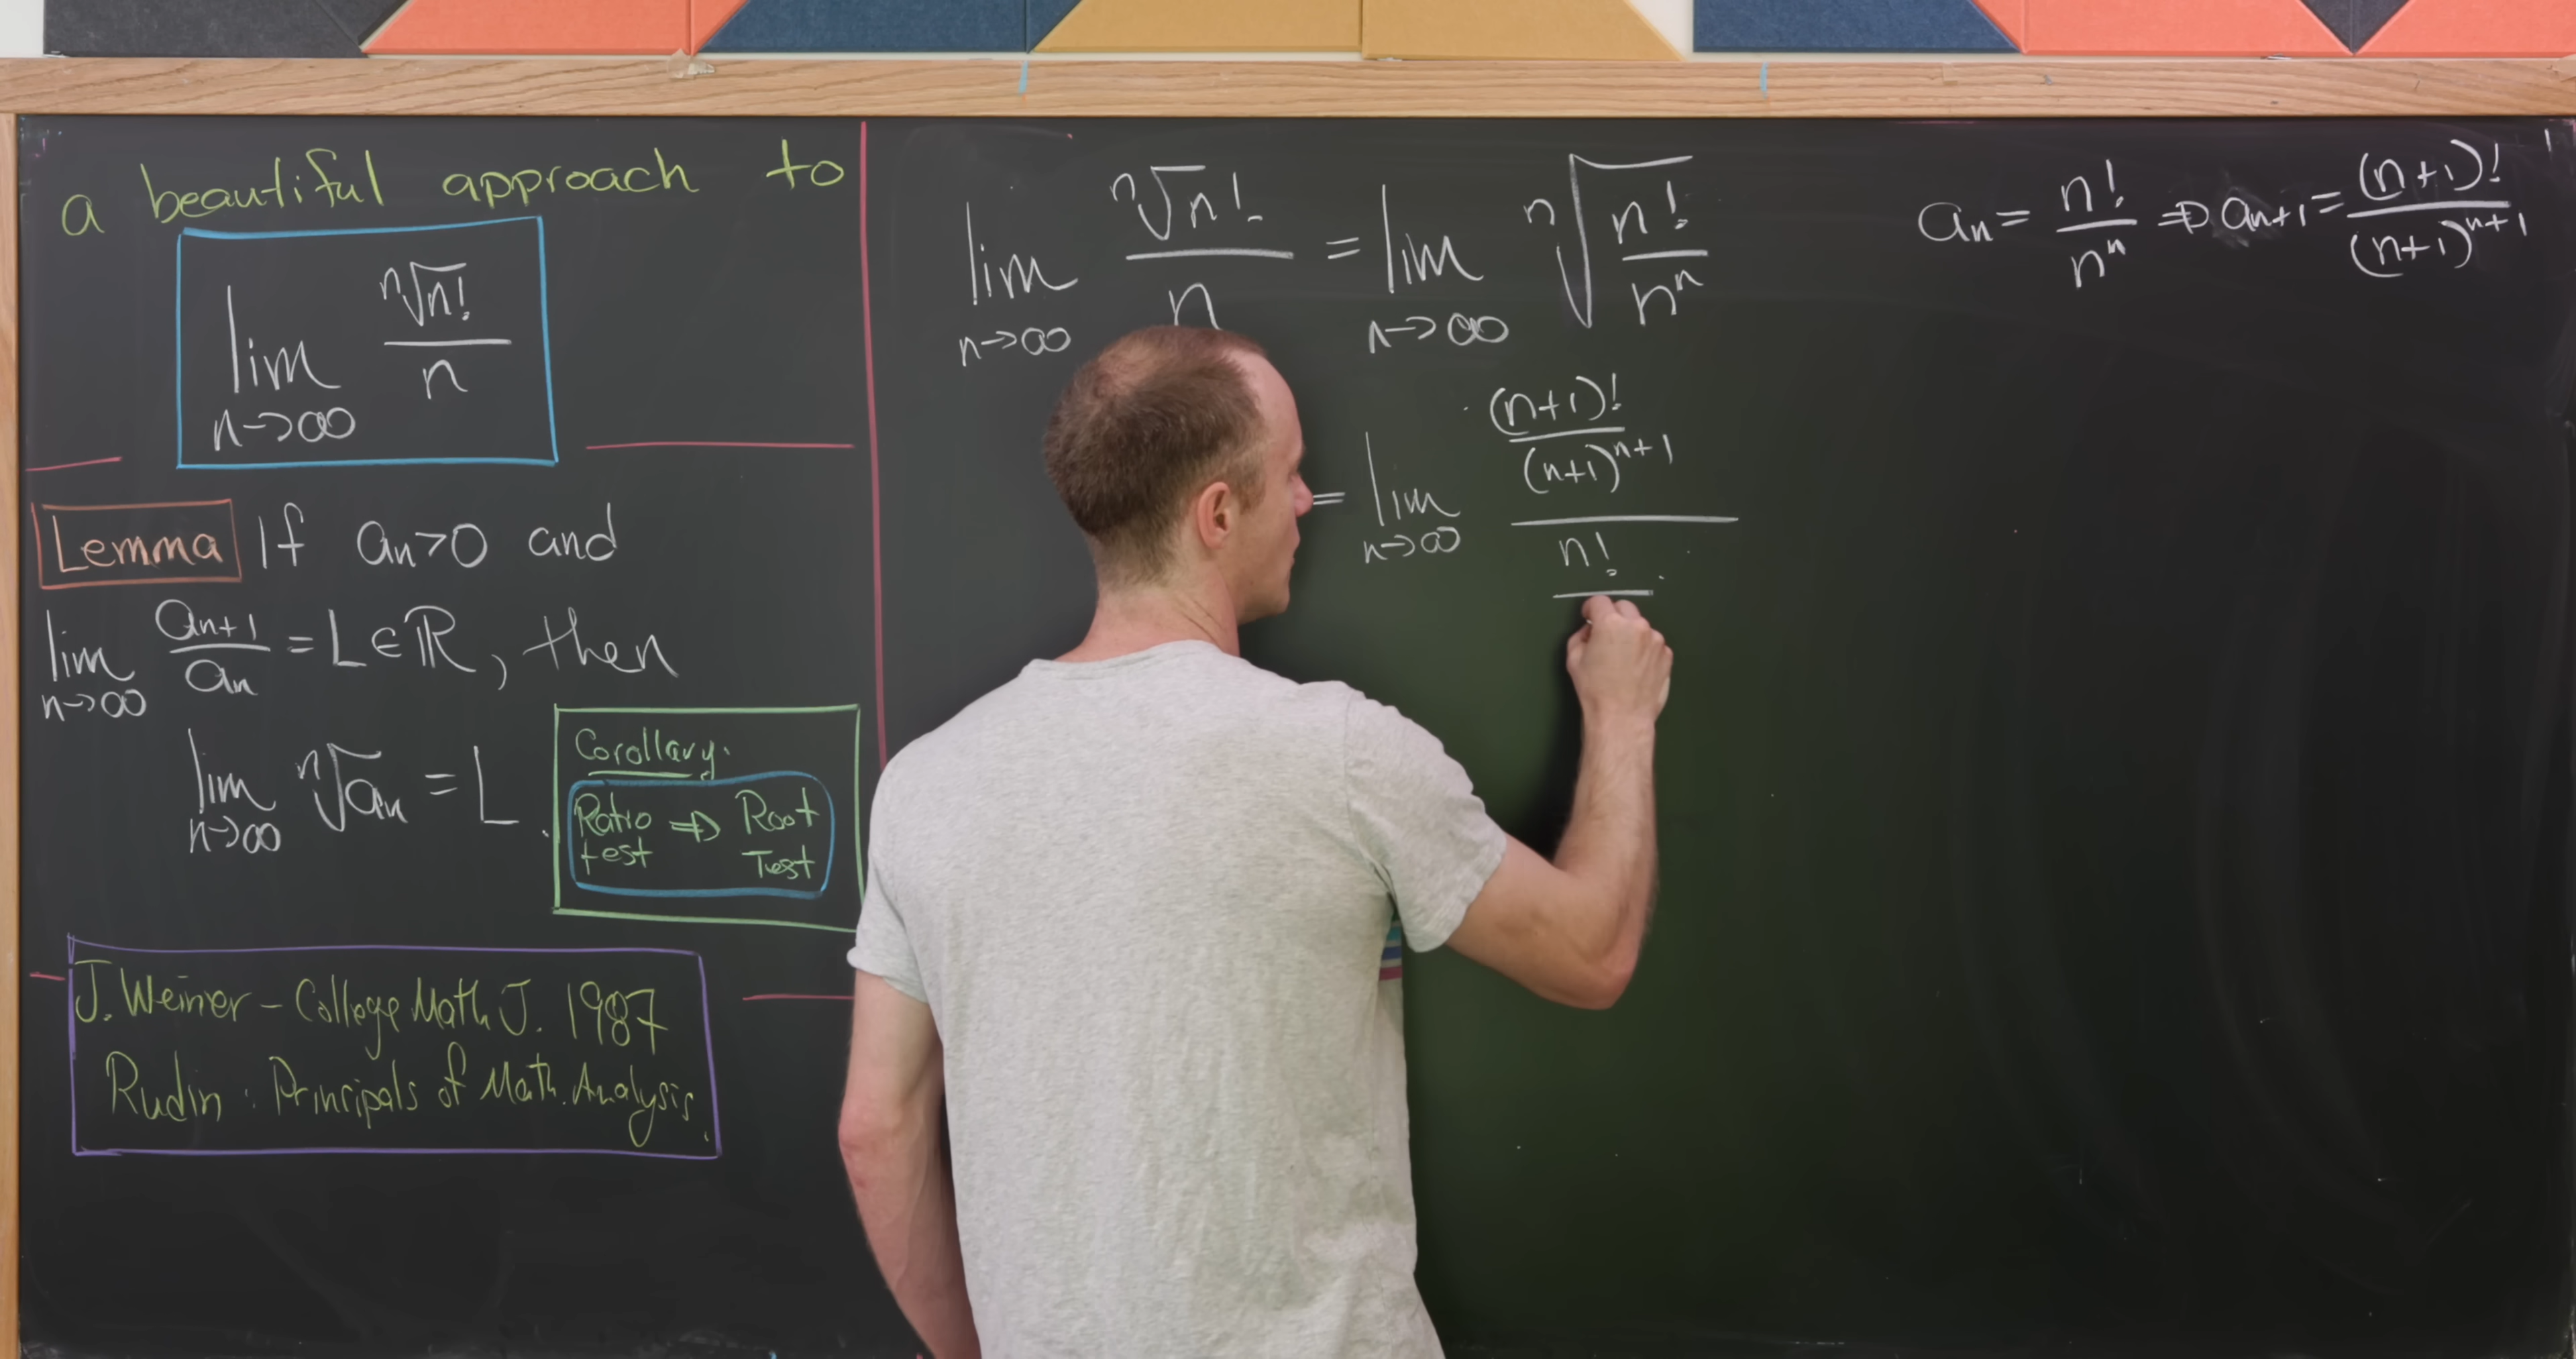 a beautiful approach to
lim n→∞ ⁿ√n! / n
Lemma If aₙ>0 and
lim n→∞ aₙ₊₁ / aₙ = L∈ℝ, then
lim n→∞ ⁿ√aₙ = L.
Corollary:
Ratio test ⇒ Root Test
J. Weiner – College Math J. 1987
Rudin: Principals of Math. Analysis.
lim n→∞ ⁿ√n! / n = lim n→∞ ⁿ√(n! / nⁿ)
= lim n→∞ ((n+1)! / (n+1)ⁿ⁺¹) / (n! /
aₙ = n! / nⁿ ⇒ aₙ₊₁ = (n+1)! / (n+1)ⁿ⁺¹